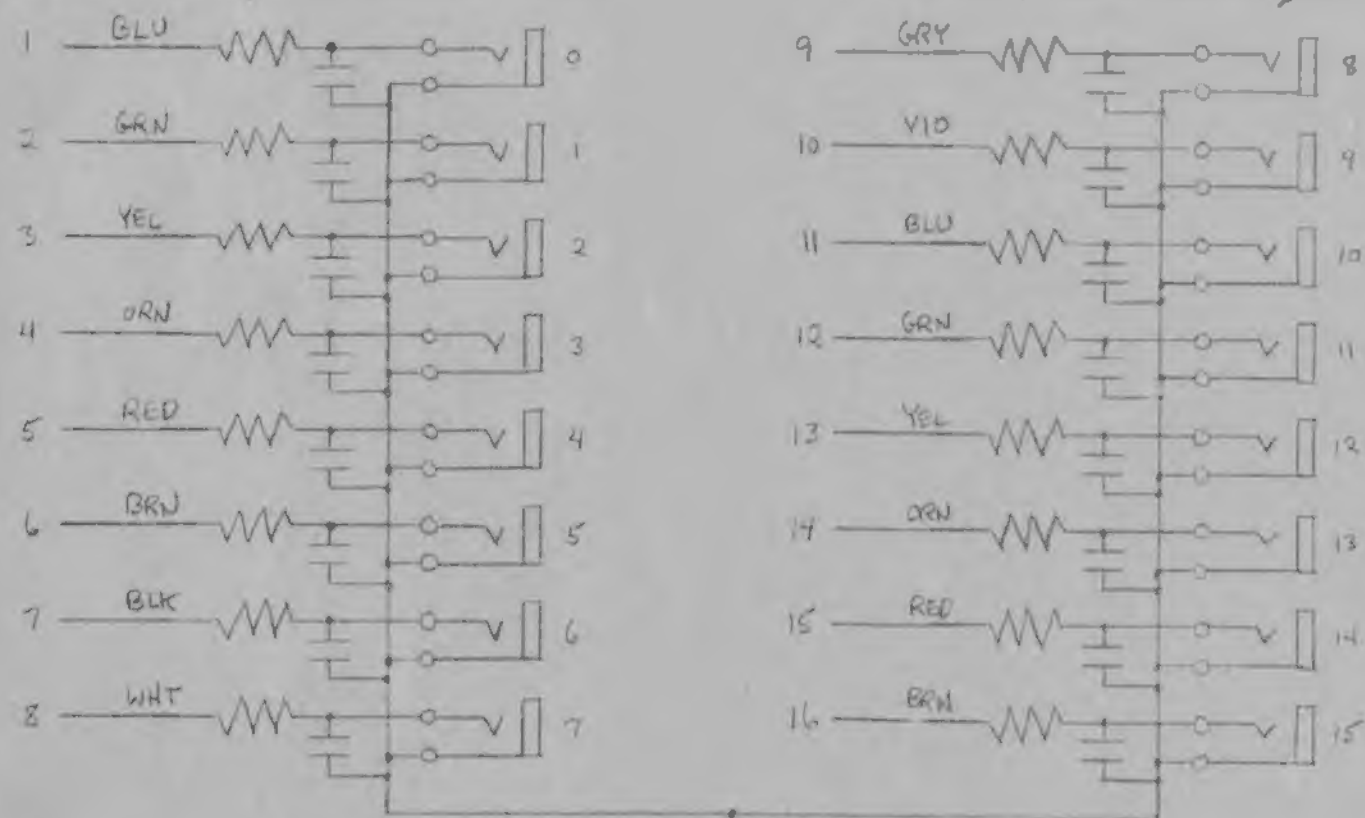 1 BLU 0
2 GRN 1
3 YEL 2
4 ORN 3
5 RED 4
6 BRN 5
7 BLK 6
8 WHT 7
9 GRY 8
10 VIO 9
11 BLU 10
12 GRN 11
13 YEL 12
14 ORN 13
15 RED 14
16 BRN 15